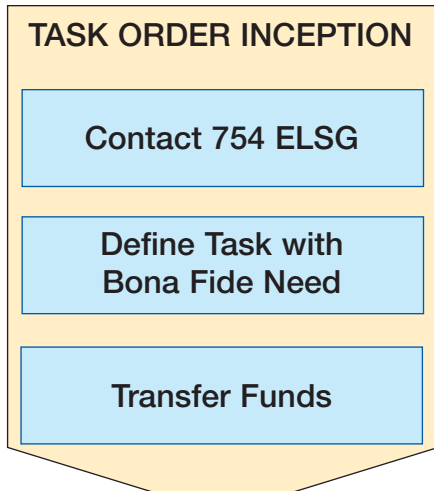 TASK ORDER INCEPTION
Contact 754 ELSG
Define Task with
Bona Fide Need
Transfer Funds